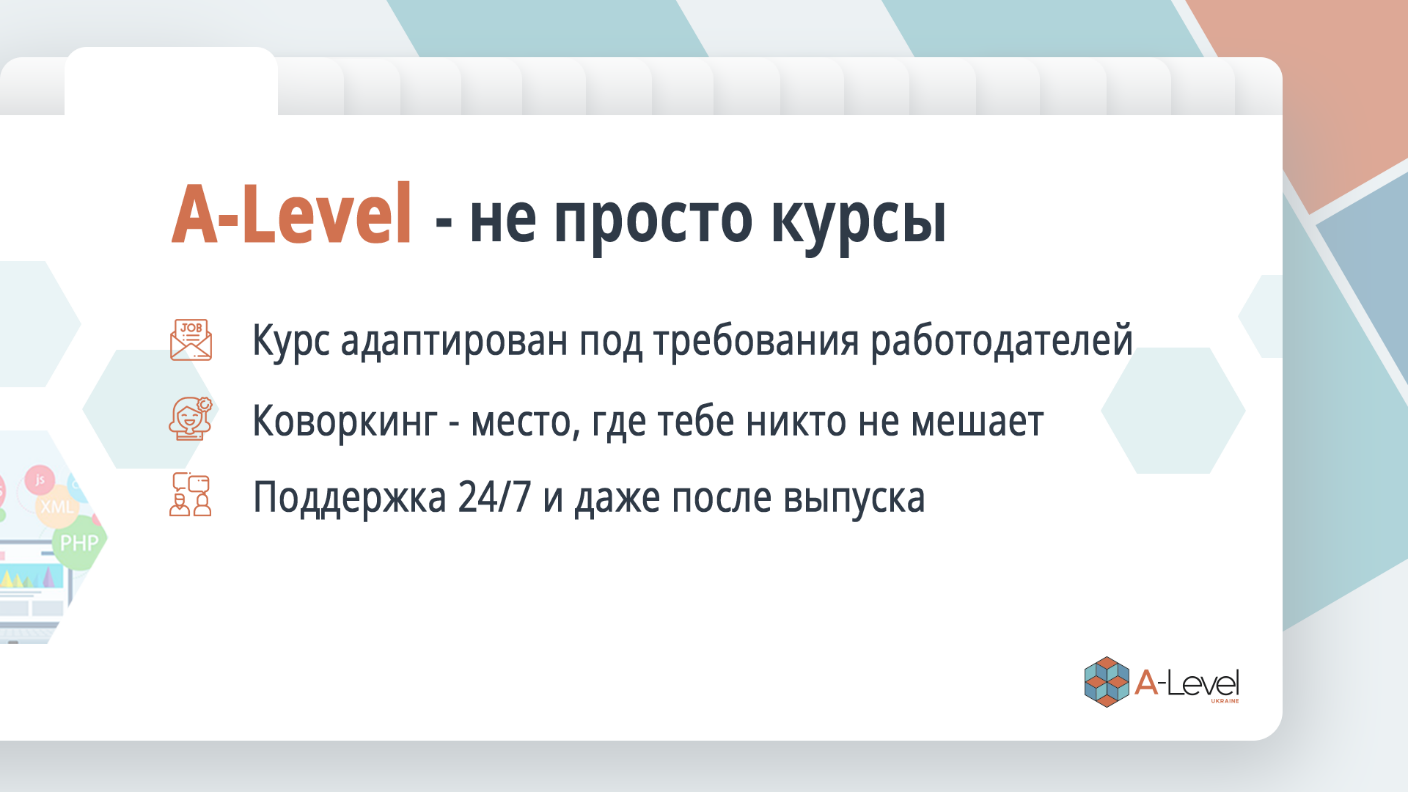 A-Level - не просто курсы
JOB
Курс адаптирован под требования работодателей
Коворкинг - место, где тебе никто не мешает
Поддержка 24/7 и даже после выпуска
js
XML
PHP
A-Level
UKRAINE